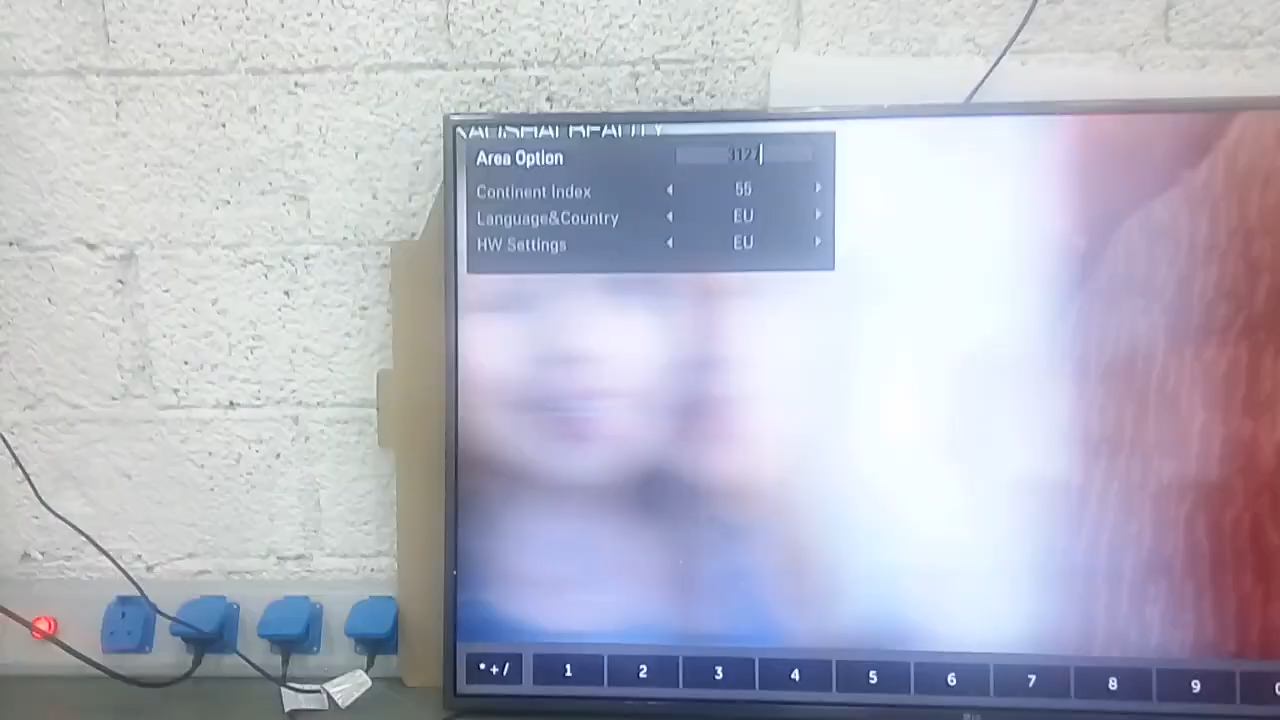 Area Option 3127
Continent Index 55
Language&Country EU
HW Settings EU
*+/ 1 2 3 4 5 6 7 8 9